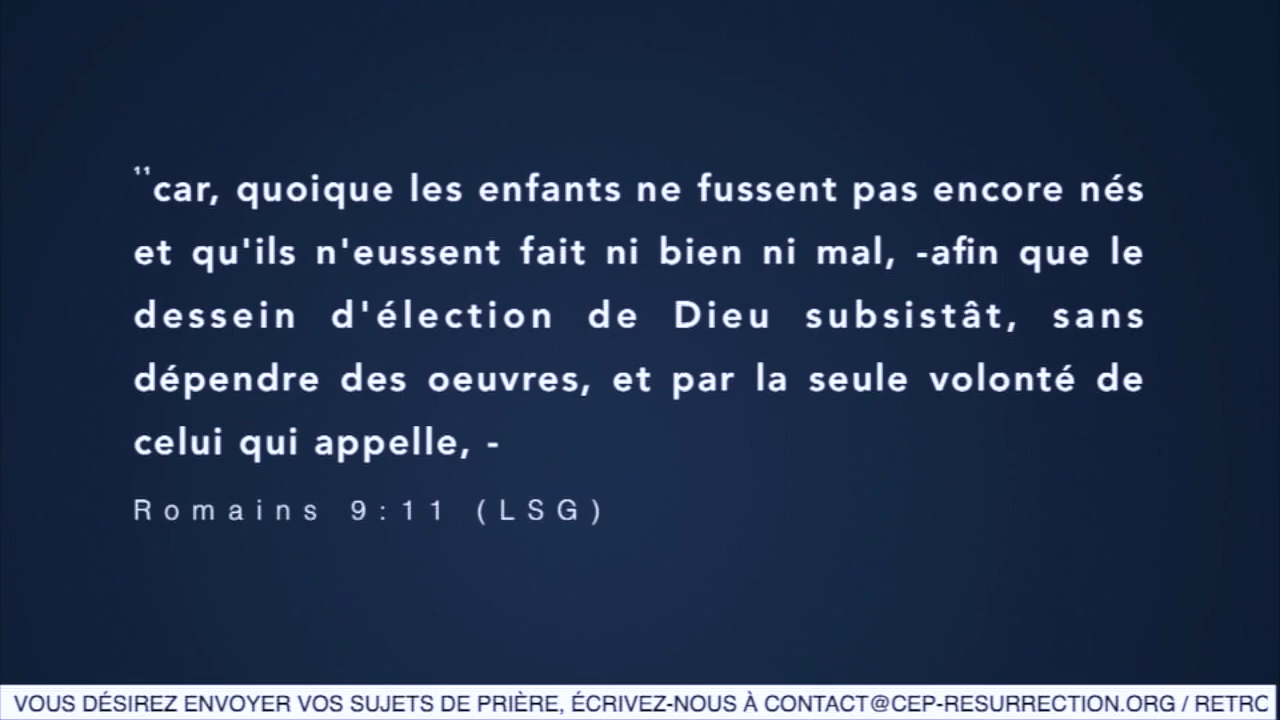 ¹¹car, quoique les enfants ne fussent pas encore nés
et qu'ils n'eussent fait ni bien ni mal, -afin que le
dessein d'élection de Dieu subsistât, sans
dépendre des oeuvres, et par la seule volonté de
celui qui appelle, -
Romains 9:11 (LSG)
VOUS DÉSIREZ ENVOYER VOS SUJETS DE PRIÈRE, ÉCRIVEZ-NOUS À CONTACT@CEP-RESURRECTION.ORG / RETRO